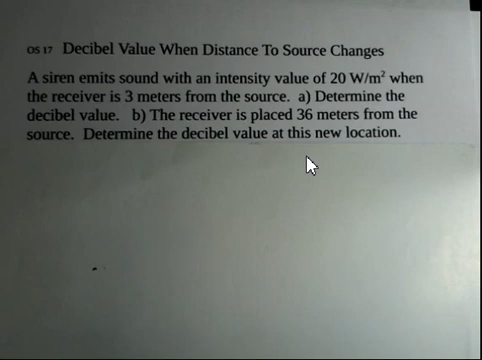 OS 17 Decibel Value When Distance To Source Changes
A siren emits sound with an intensity value of 20 W/m² when
the receiver is 3 meters from the source. a) Determine the
decibel value. b) The receiver is placed 36 meters from the
source. Determine the decibel value at this new location.